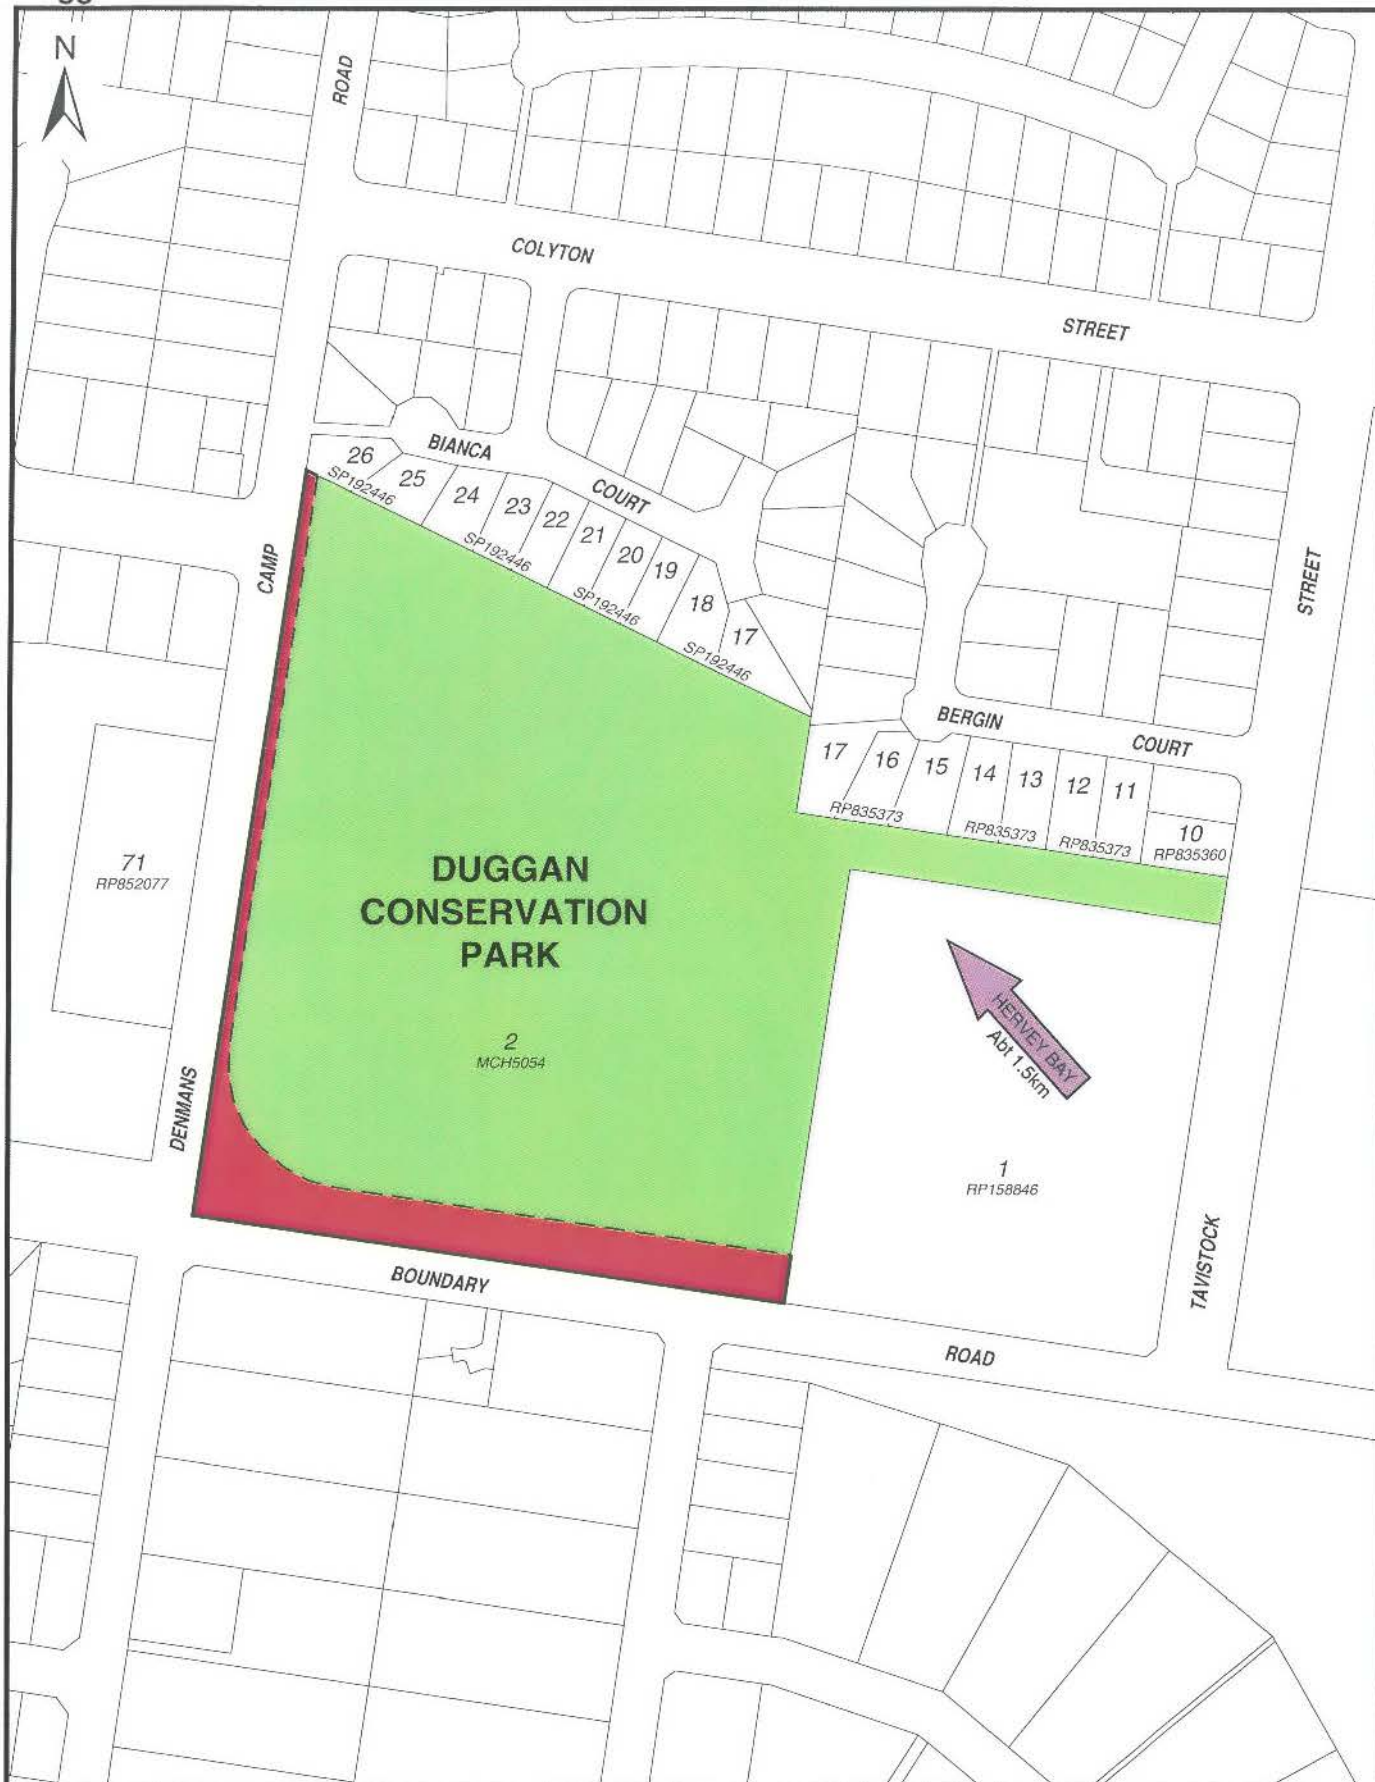 N
ROAD
COLYTON
STREET
BIANCA
COURT
26
SP192446
25
24
23
SP192446
22
21
20
SP192446
19
18
17
SP192446
CAMP
STREET
BERGIN
COURT
17
16
15
14
13
12
11
10
RP835373
RP835373
RP835373
RP835360
71
RP852077
DUGGAN
CONSERVATION
PARK
2
MCH5054
HERVEY BAY
Abt 1.5km
DENMANS
1
RP158846
TAVISTOCK
BOUNDARY
ROAD